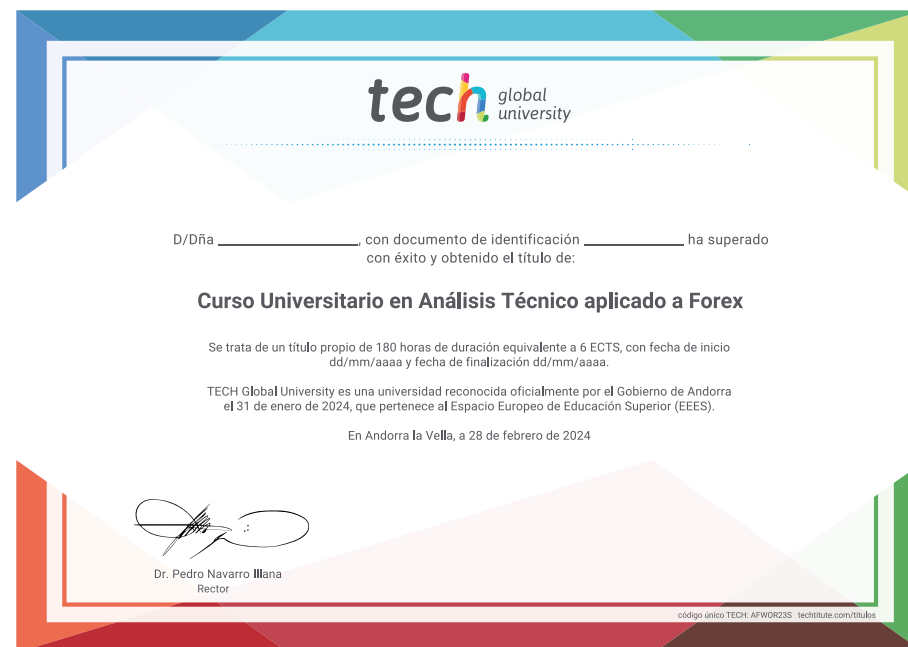 tech global university
D/Dña ____________________, con documento de identificación ______________ ha superado
con éxito y obtenido el título de:
Curso Universitario en Análisis Técnico aplicado a Forex
Se trata de un título propio de 180 horas de duración equivalente a 6 ECTS, con fecha de inicio
dd/mm/aaaa y fecha de finalización dd/mm/aaaa.
TECH Global University es una universidad reconocida oficialmente por el Gobierno de Andorra
el 31 de enero de 2024, que pertenece al Espacio Europeo de Educación Superior (EEES).
En Andorra la Vella, a 28 de febrero de 2024
Dr. Pedro Navarro Illana
Rector
código único TECH: AFWOR23S techtitute.com/titulos